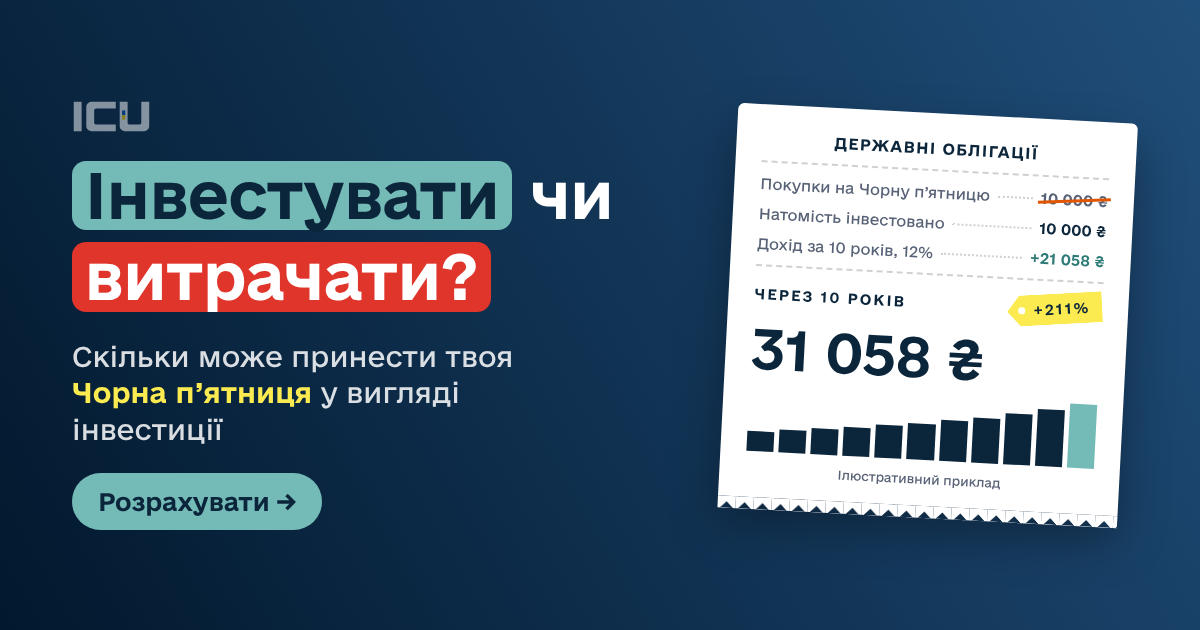 ICU
Інвестувати чи
витрачати?
Скільки може принести твоя
Чорна п’ятниця у вигляді
інвестиції
Розрахувати →
ДЕРЖАВНІ ОБЛІГАЦІЇ
Покупки на Чорну п’ятницю 10 000 ₴
Натомість інвестовано 10 000 ₴
Дохід за 10 років, 12% +21 058 ₴
ЧЕРЕЗ 10 РОКІВ +211%
31 058 ₴
Ілюстративний приклад